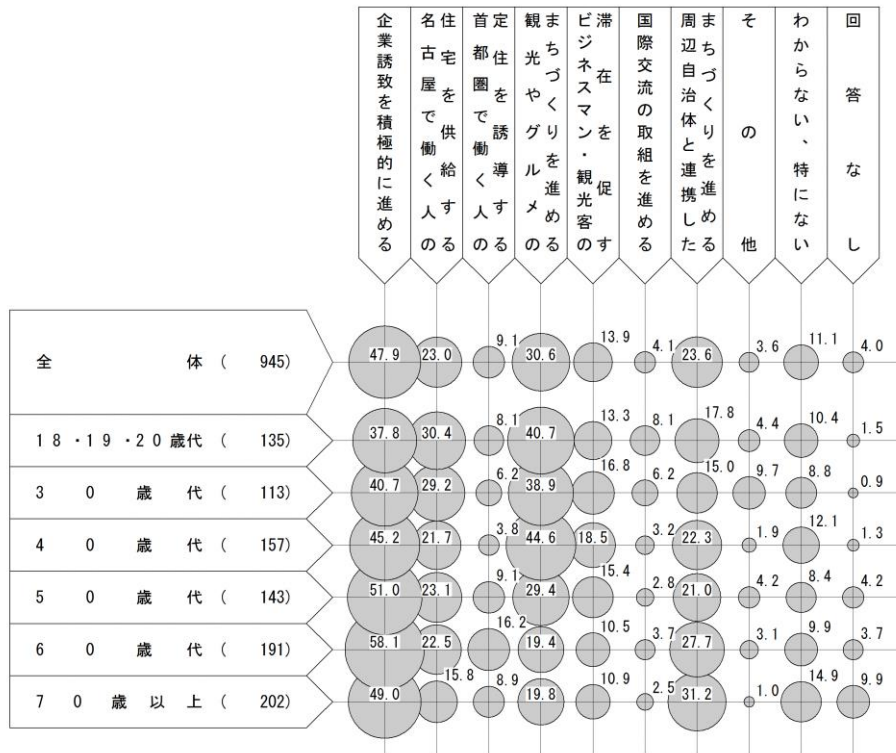 企業誘致を積極的に進める
名古屋で働く人の
住宅を供給する
首都圏で働く人の
定住を誘導する
観光やグルメの
まちづくりを進める
ビジネスマン・観光客の
滞在を促す
国際交流の取組を進める
周辺自治体と連携した
まちづくりを進める
その他
わからない、特にない
回答なし
全体 ( 945) 47.9 23.0 9.1 30.6 13.9 4.1 23.6 3.6 11.1 4.0
18・19・20歳代 ( 135) 37.8 30.4 8.1 40.7 13.3 8.1 17.8 4.4 10.4 1.5
30歳代 ( 113) 40.7 29.2 6.2 38.9 16.8 6.2 15.0 9.7 8.8 0.9
40歳代 ( 157) 45.2 21.7 3.8 44.6 18.5 3.2 22.3 1.9 12.1 1.3
50歳代 ( 143) 51.0 23.1 9.1 29.4 15.4 2.8 21.0 4.2 8.4 4.2
60歳代 ( 191) 58.1 22.5 16.2 19.4 10.5 3.7 27.7 3.1 9.9 3.7
70歳以上 ( 202) 49.0 15.8 8.9 19.8 10.9 2.5 31.2 1.0 14.9 9.9